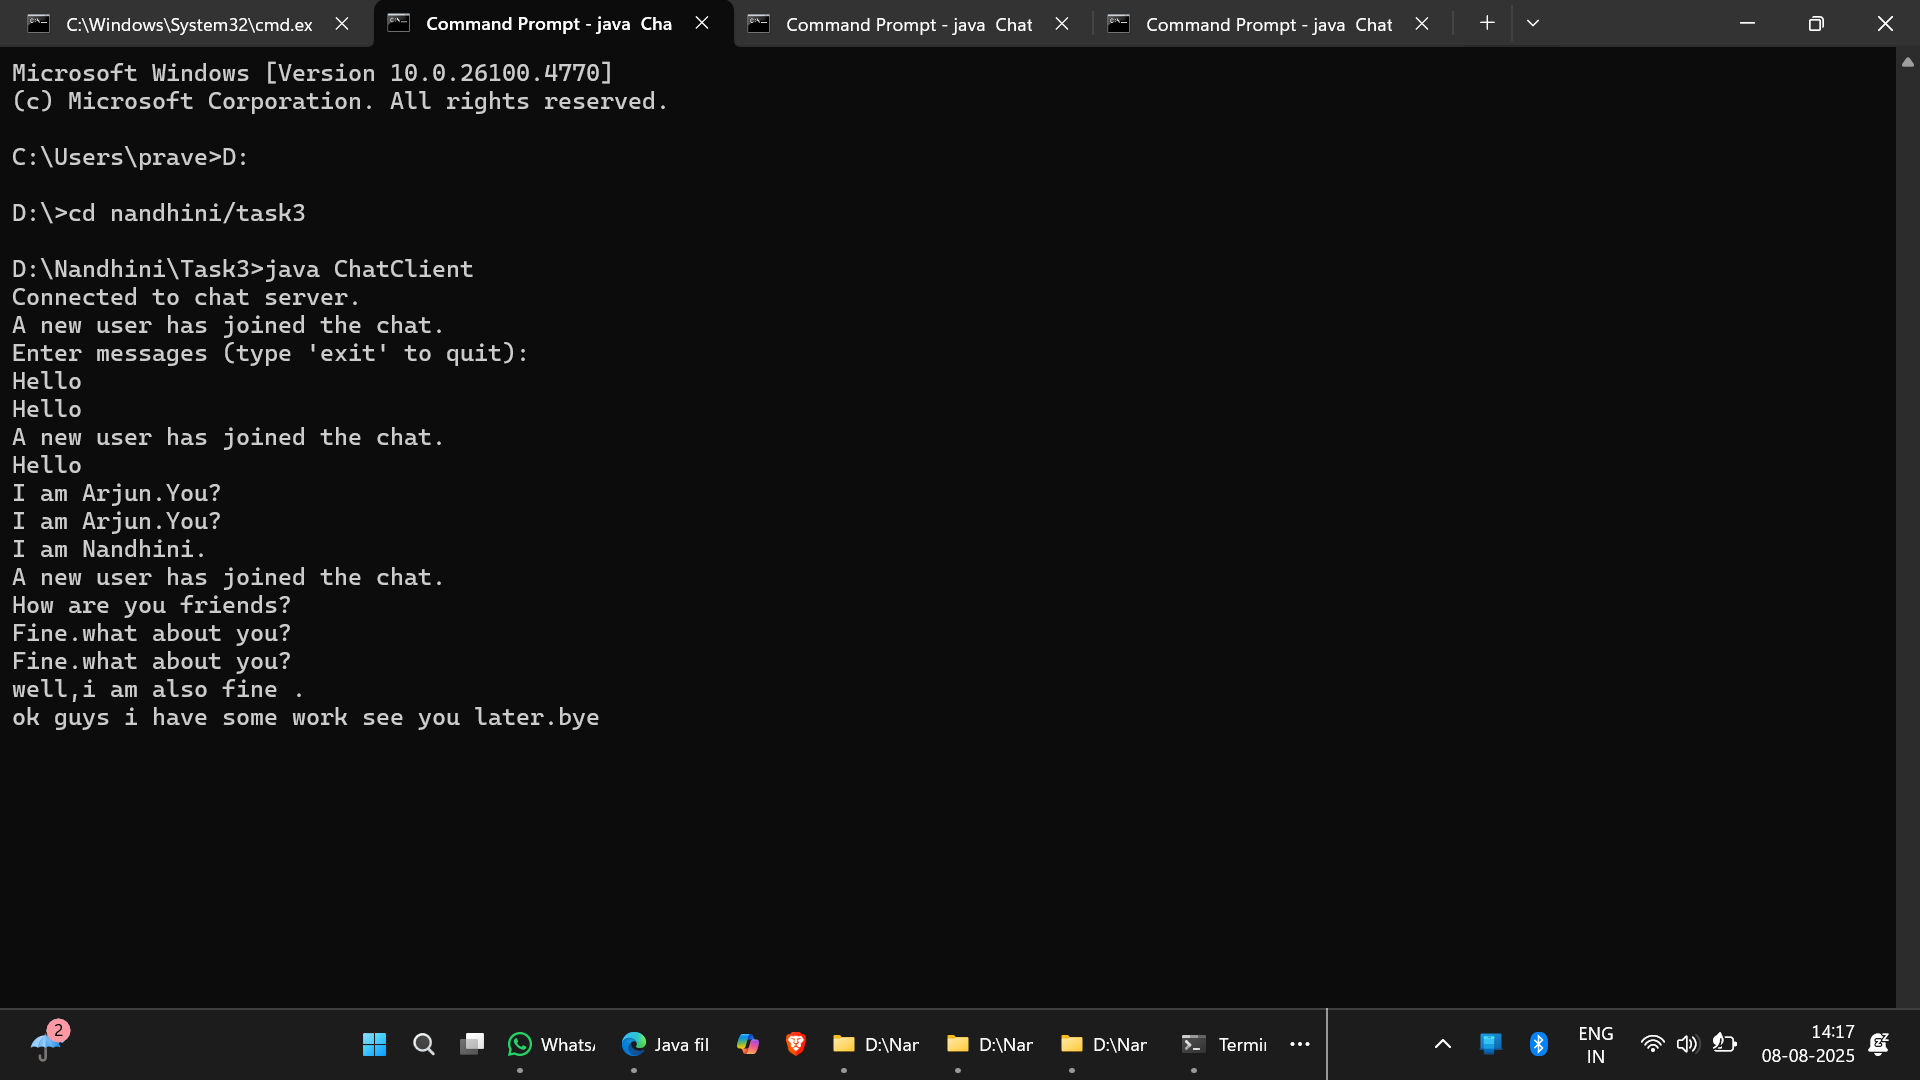 C:\Windows\System32\cmd.ex
Command Prompt - java  Cha
Command Prompt - java  Chat
Command Prompt - java  Chat
Microsoft Windows [Version 10.0.26100.4770]
(c) Microsoft Corporation. All rights reserved.
C:\Users\prave>D:
D:\>cd nandhini/task3
D:\Nandhini\Task3>java ChatClient
Connected to chat server.
A new user has joined the chat.
Enter messages (type 'exit' to quit):
Hello
Hello
A new user has joined the chat.
Hello
I am Arjun.You?
I am Arjun.You?
I am Nandhini.
A new user has joined the chat.
How are you friends?
Fine.what about you?
Fine.what about you?
well,i am also fine .
ok guys i have some work see you later.bye
2
Whats
Java fil
D:\Nar
D:\Nar
D:\Nar
Termi
ENG
IN
14:17
08-08-2025